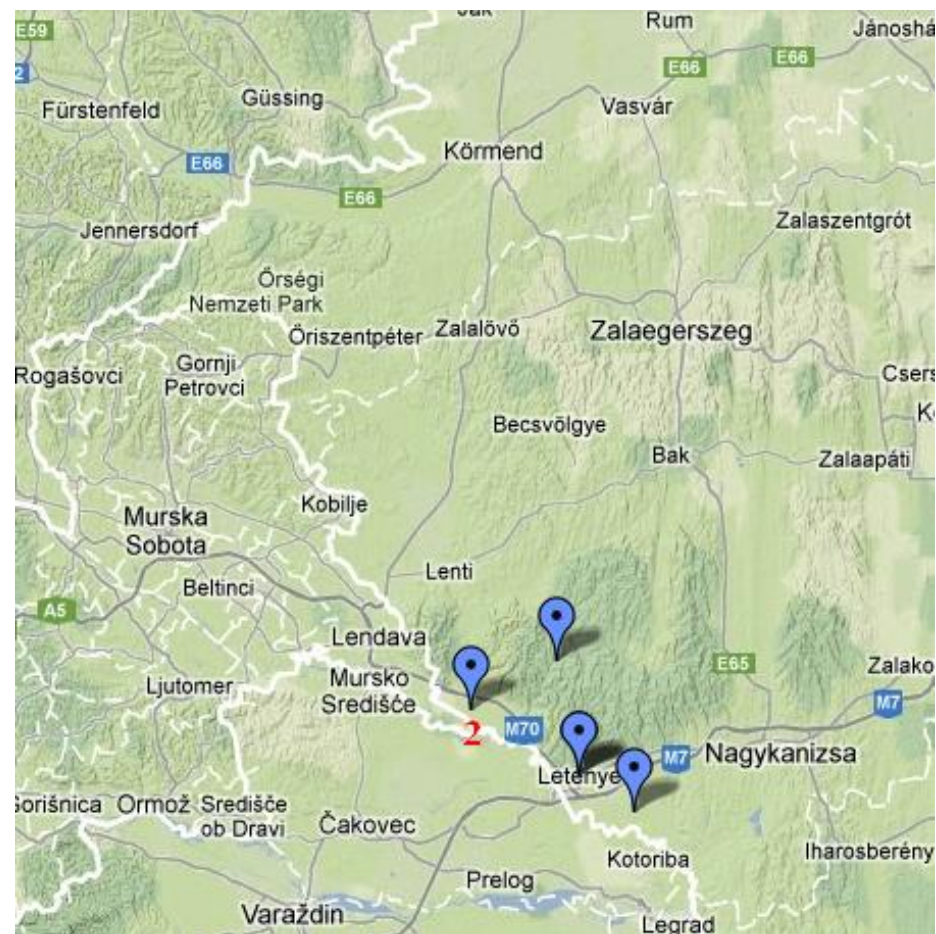 Rum
E59
Jánoshá
E66
E66
2
Güssing
Vasvár
Fürstenfeld
Körmend
E66
E66
Zalaszentgrót
Jennersdorf
Őrségi
Nemzeti Park
Őriszentpéter
Zalalövő
Zalaegerszeg
Rogašovci
Gornji
Petrovci
Csers
Becsvölgye
Bak
Zalaapáti
Kobilje
Murska
Sobota
Lenti
Beltinci
A5
Lendava
E65
Zalako
Ljutomer
Mursko
Središče
M7
2
M70
M7
Nagykanizsa
Letenye
Gorišnica
Ormož
Središče
ob Dravi
Čakovec
Kotoriba
Iharosberény
Prelog
Varaždin
Legrad